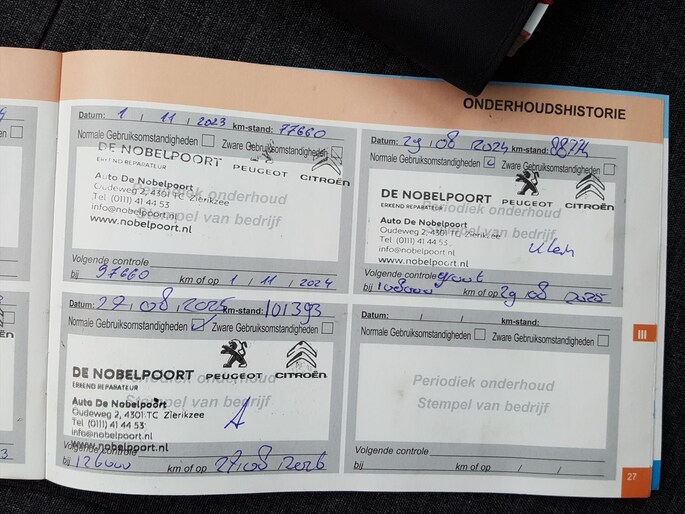 ONDERHOUDSHISTORIE
Datum: 1 / 11 / 2023 km-stand: 77660
Normale Gebruiksomstandigheden Zware Gebruiksomstandigheden
DE NOBELPOORT
ERKEND REPARATEUR
PEUGEOT CITROËN
Periodiek onderhoud
Stempel van bedrijf
Auto De Nobelpoort
Oudeweg 2, 4301 TC Zierikzee
Tel (0111) 41 44 53
info@nobelpoort.nl
www.nobelpoort.nl
Volgende controle
bij 97660 km of op 1 / 11 / 2024
Datum: 29 / 08 / 2024 km-stand: 88774
Normale Gebruiksomstandigheden Zware Gebruiksomstandigheden
DE NOBELPOORT
ERKEND REPARATEUR
PEUGEOT CITROËN
Periodiek onderhoud
Stempel van bedrijf
Auto De Nobelpoort
Oudeweg 2, 4301 TC Zierikzee
Tel (0111) 41 44 53
info@nobelpoort.nl
www.nobelpoort.nl
Volgende controle groot
bij 108000 km of op 29 08 2025
Datum: 27 / 08 / 2025 km-stand: 101393
Normale Gebruiksomstandigheden Zware Gebruiksomstandigheden
DE NOBELPOORT
ERKEND REPARATEUR
PEUGEOT CITROËN
Periodiek onderhoud
Stempel van bedrijf
Auto De Nobelpoort
Oudeweg 2, 4301 TC Zierikzee
Tel (0111) 41 44 53
info@nobelpoort.nl
www.nobelpoort.nl
A
Volgende controle
bij 126000 km of op 27/08/2026
Datum: / / km-stand:
Normale Gebruiksomstandigheden Zware Gebruiksomstandigheden
Periodiek onderhoud
Stempel van bedrijf
Volgende controle
bij km of op / /
III
27